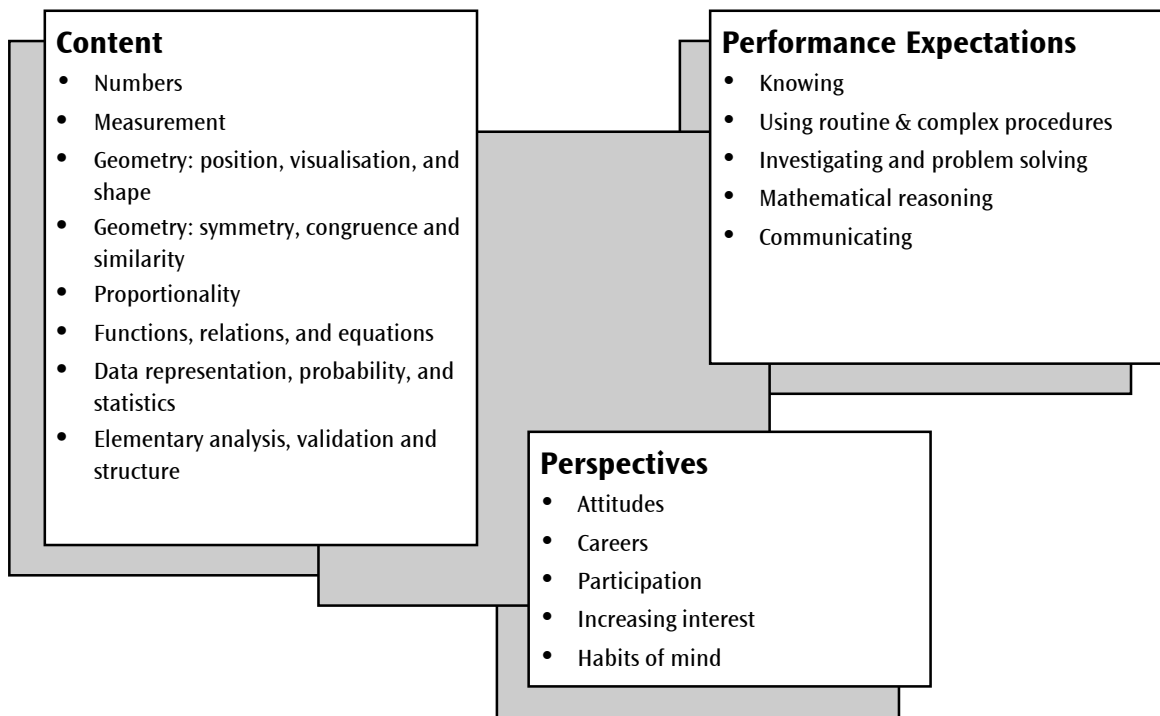 Content
• Numbers
• Measurement
• Geometry: position, visualisation, and
shape
• Geometry: symmetry, congruence and
similarity
• Proportionality
• Functions, relations, and equations
• Data representation, probability, and
statistics
• Elementary analysis, validation and
structure
Performance Expectations
• Knowing
• Using routine & complex procedures
• Investigating and problem solving
• Mathematical reasoning
• Communicating
Perspectives
• Attitudes
• Careers
• Participation
• Increasing interest
• Habits of mind